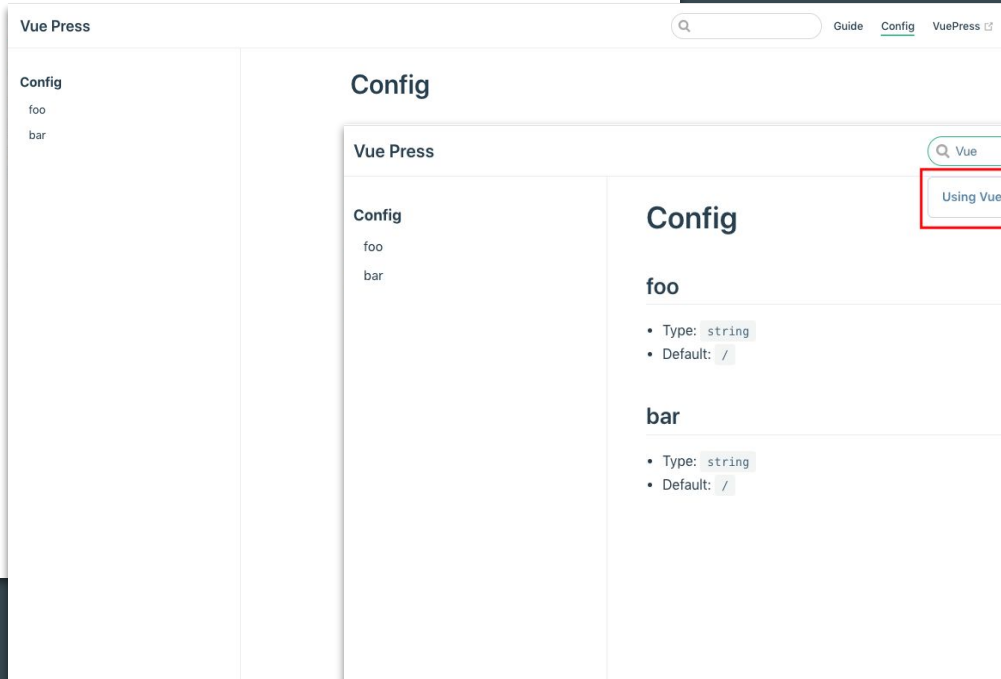 Vue Press
Guide Config VuePress
Config
foo
bar
Config
Vue Press
Vue
Using Vue
Config
foo
bar
Config
foo
• Type: string
• Default: /
bar
• Type: string
• Default: /